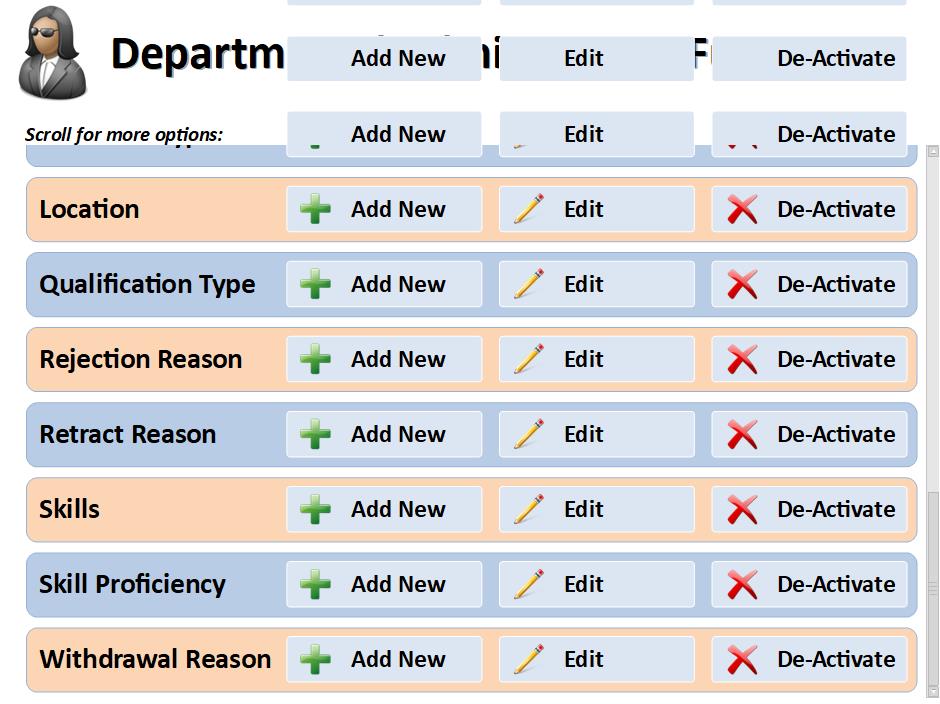 Add New Edit De-Activate
Scroll for more options: Add New Edit De-Activate
Location Add New Edit De-Activate
Qualification Type Add New Edit De-Activate
Rejection Reason Add New Edit De-Activate
Retract Reason Add New Edit De-Activate
Skills Add New Edit De-Activate
Skill Proficiency Add New Edit De-Activate
Withdrawal Reason Add New Edit De-Activate